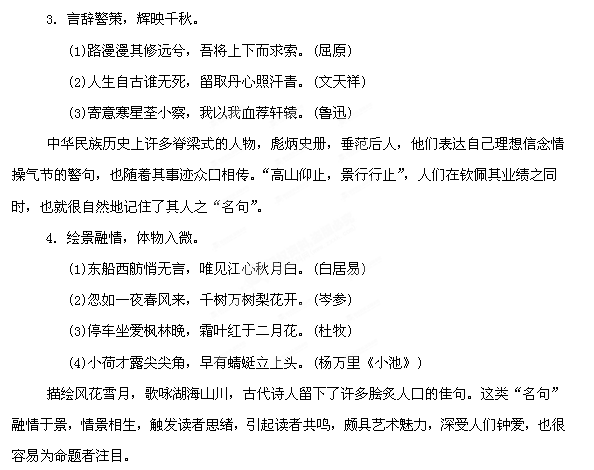 3. 言辞警策，辉映千秋。
(1)路漫漫其修远兮，吾将上下而求索。(屈原)
(2)人生自古谁无死，留取丹心照汗青。(文天祥)
(3)寄意寒星荃小察，我以我血荐轩辕。(鲁迅)
中华民族历史上许多脊梁式的人物，彪炳史册，垂范后人，他们表达自己理想信念情
操气节的警句，也随着其事迹众口相传。“高山仰止，景行行止”，人们在钦佩其业绩之同
时，也就很自然地记住了其人之“名句”。
4. 绘景融情，体物入微。
(1)东船西舫悄无言，唯见江心秋月白。(白居易)
(2)忽如一夜春风来，千树万树梨花开。(岑参)
(3)停车坐爱枫林晚，霜叶红于二月花。(杜牧)
(4)小荷才露尖尖角，早有蜻蜓立上头。(杨万里《小池》)
描绘风花雪月，歌咏湖海山川，古代诗人留下了许多脍炙人口的佳句。这类“名句”
融情于景，情景相生，触发读者思绪，引起读者共鸣，颇具艺术魅力，深受人们钟爱，也很
容易为命题者注目。